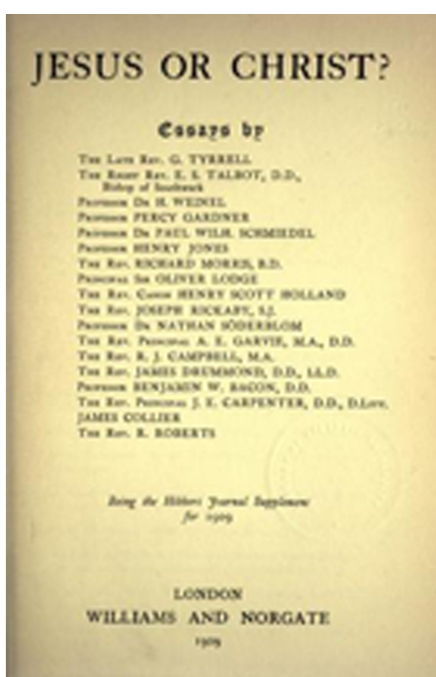 JESUS OR CHRIST?
Essays by
THE LATE REV. G. TYRRELL
THE RIGHT REV. E. S. TALBOT, D.D.,
Bishop of Southwark
PROFESSOR DR H. WEINEL
PROFESSOR PERCY GARDNER
PROFESSOR DR PAUL WILH. SCHMIEDEL
PROFESSOR HENRY JONES
THE REV. RICHARD MORRIS, B.D.
PRINCIPAL SIR OLIVER LODGE
THE REV. CANON HENRY SCOTT HOLLAND
THE REV. JOSEPH RICKABY, S.J.
PROFESSOR DR NATHAN SÖDERBLOM
THE REV. PRINCIPAL A. E. GARVIE, M.A., D.D.
THE REV. R. J. CAMPBELL, M.A.
THE REV. JAMES DRUMMOND, D.D., LL.D.
PROFESSOR BENJAMIN W. BACON, D.D.
THE REV. PRINCIPAL J. E. CARPENTER, D.D., D.LITT.
JAMES COLLIER
THE REV. R. ROBERTS
Being the Hibbert Journal Supplement
for 1909
LONDON
WILLIAMS AND NORGATE
1909